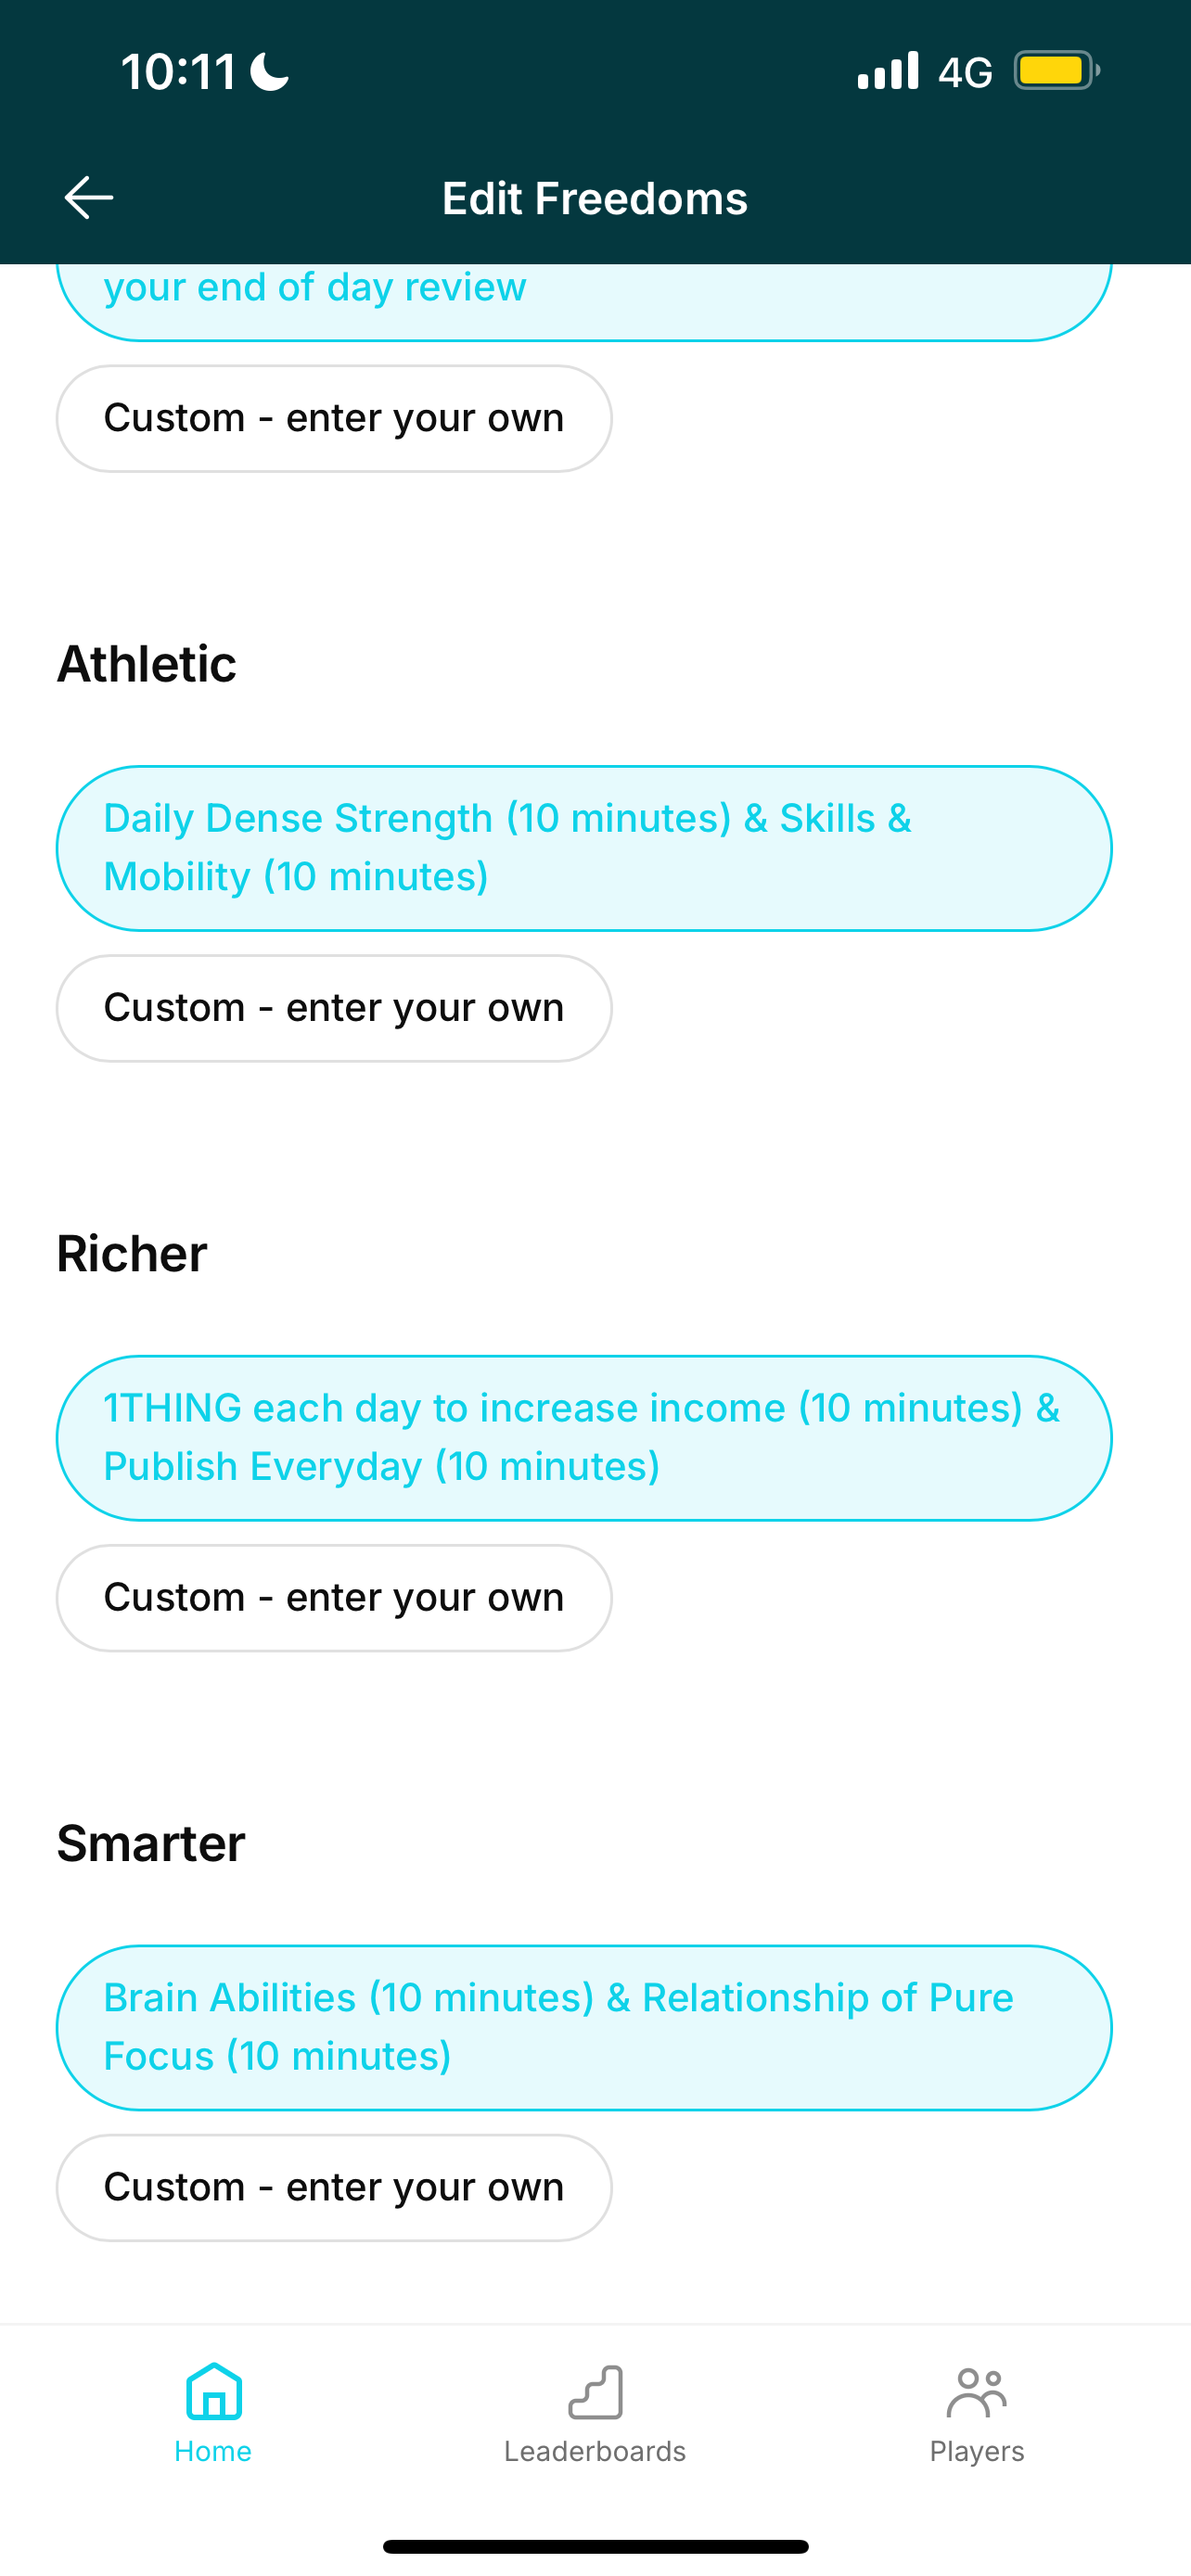 10:11
4G
Edit Freedoms
your end of day review
Custom - enter your own
Athletic
Daily Dense Strength (10 minutes) & Skills &
Mobility (10 minutes)
Custom - enter your own
Richer
1THING each day to increase income (10 minutes) &
Publish Everyday (10 minutes)
Custom - enter your own
Smarter
Brain Abilities (10 minutes) & Relationship of Pure
Focus (10 minutes)
Custom - enter your own
Home
Leaderboards
Players